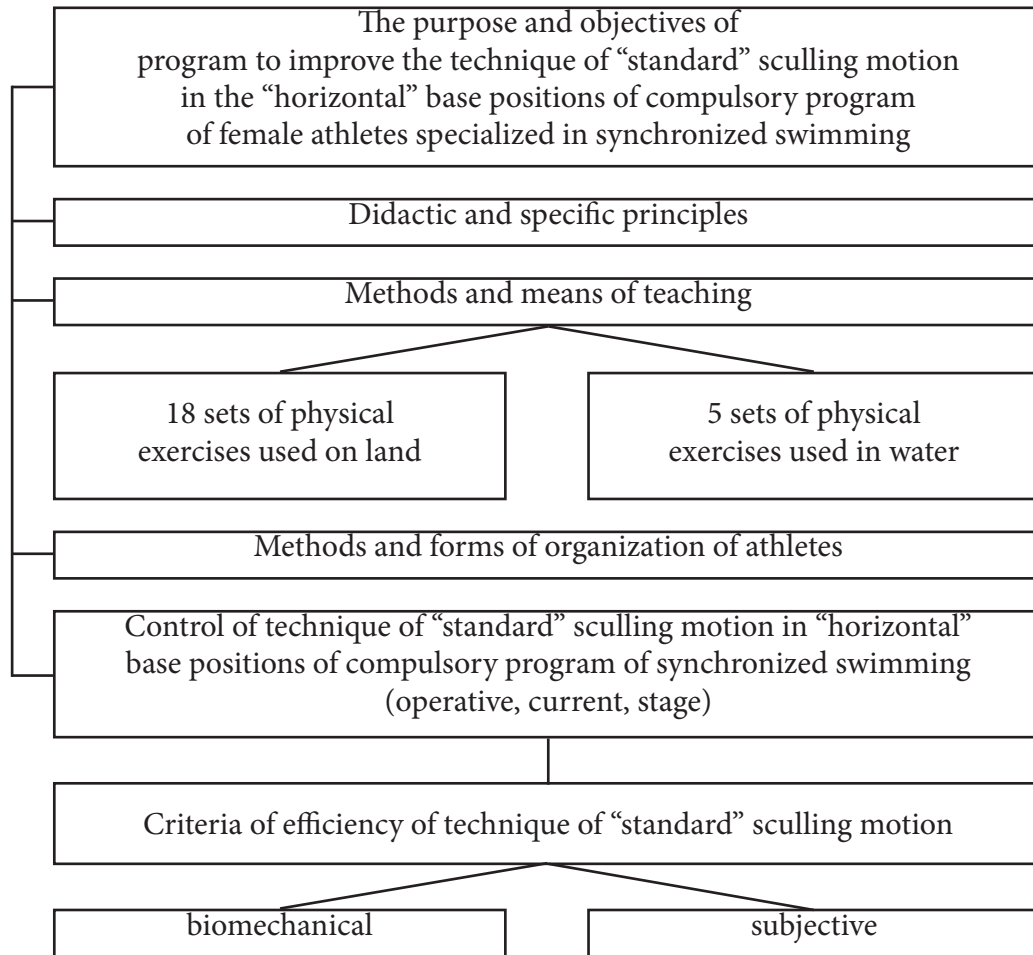 The purpose and objectives of
program to improve the technique of “standard” sculling motion
in the “horizontal” base positions of compulsory program
of female athletes specialized in synchronized swimming
Didactic and specific principles
Methods and means of teaching
18 sets of physical
exercises used on land
5 sets of physical
exercises used in water
Methods and forms of organization of athletes
Control of technique of “standard” sculling motion in “horizontal”
base positions of compulsory program of synchronized swimming
(operative, current, stage)
Criteria of efficiency of technique of “standard” sculling motion
biomechanical
subjective